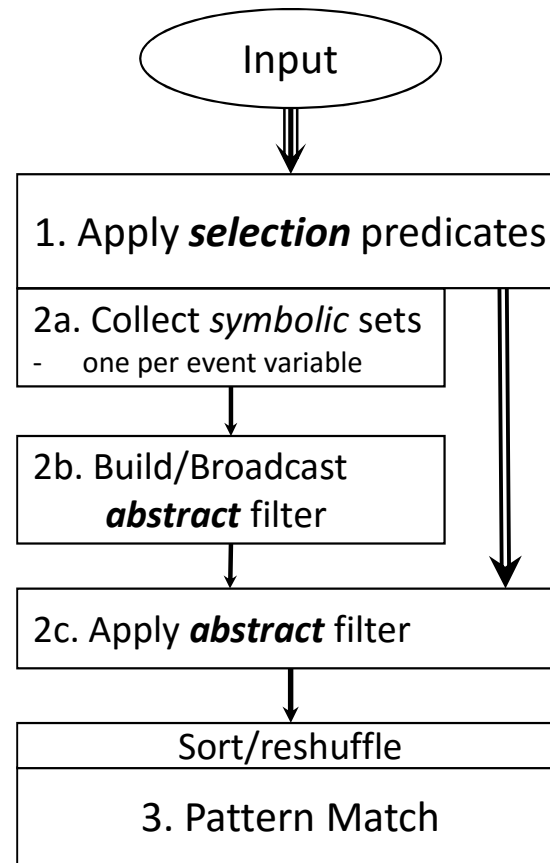 Input
1. Apply selection predicates
2a. Collect symbolic sets
- one per event variable
2b. Build/Broadcast
abstract filter
2c. Apply abstract filter
Sort/reshuffle
3. Pattern Match